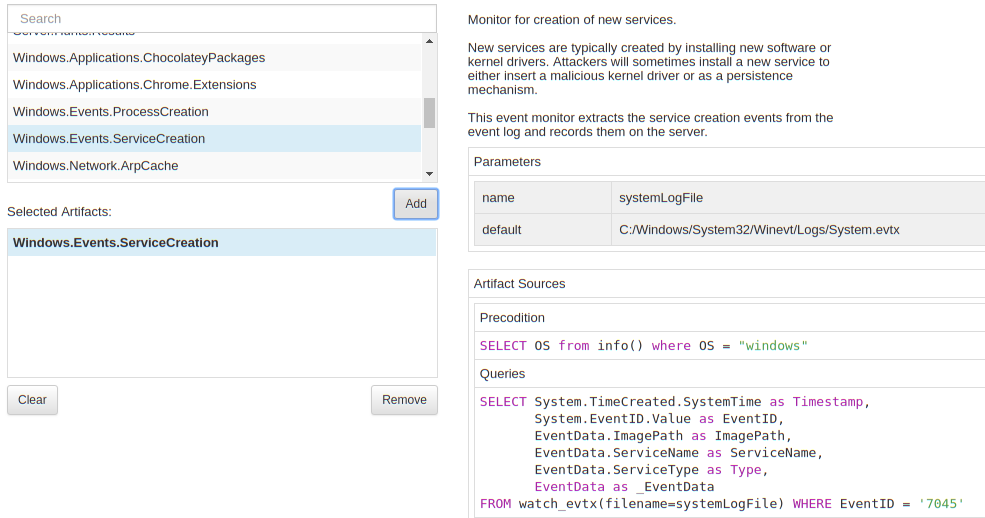 Search
Server.Hunts.Results
Windows.Applications.ChocolateyPackages
Windows.Applications.Chrome.Extensions
Windows.Events.ProcessCreation
Windows.Events.ServiceCreation
Windows.Network.ArpCache
Add
Selected Artifacts:
Windows.Events.ServiceCreation
Clear
Remove
Monitor for creation of new services.
New services are typically created by installing new software or
kernel drivers. Attackers will sometimes install a new service to
either insert a malicious kernel driver or as a persistence
mechanism.
This event monitor extracts the service creation events from the
event log and records them on the server.
Parameters
name systemLogFile
default C:/Windows/System32/Winevt/Logs/System.evtx
Artifact Sources
Precodition
SELECT OS from info() where OS = "windows"
Queries
SELECT System.TimeCreated.SystemTime as Timestamp,
System.EventID.Value as EventID,
EventData.ImagePath as ImagePath,
EventData.ServiceName as ServiceName,
EventData.ServiceType as Type,
EventData as _EventData
FROM watch_evtx(filename=systemLogFile) WHERE EventID = '7045'